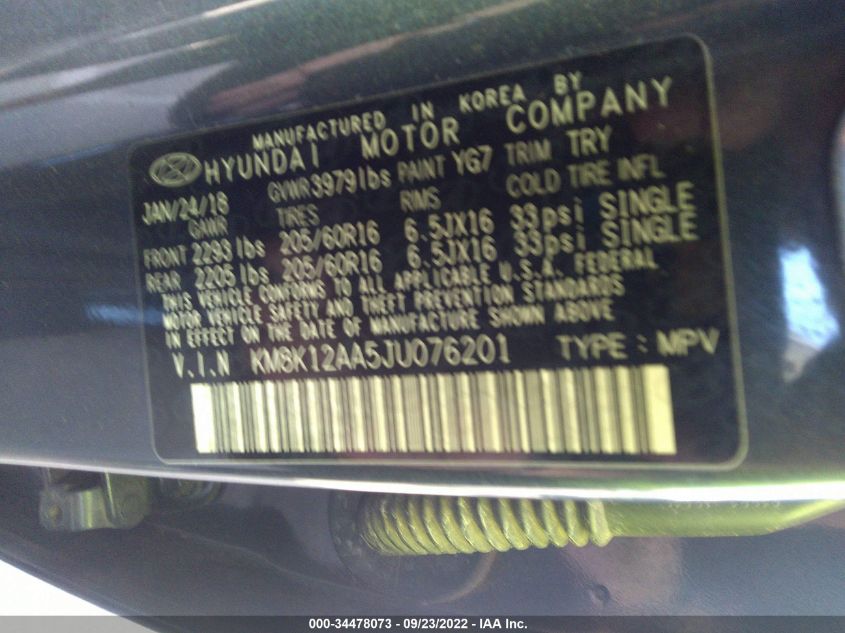 MANUFACTURED IN KOREA BY
HYUNDAI MOTOR COMPANY
JAN/24/18 GVWR 3979lbs PAINT YG7 TRIM TRY
GAWR TIRES RMS COLD TIRE INFL
FRONT 2293 lbs 205/60R16 6.5JX16 33psi SINGLE
REAR 2205 lbs 205/60R16 6.5JX16 33psi SINGLE
THIS VEHICLE CONFORMS TO ALL APPLICABLE U.S.A. FEDERAL
MOTOR VEHICLE SAFETY AND THEFT PREVENTION STANDARDS
IN EFFECT ON THE DATE OF MANUFACTURE SHOWN ABOVE
V.I.N KM8K12AA5JU076201 TYPE : MPV
000-34478073 - 09/23/2022 - IAA Inc.